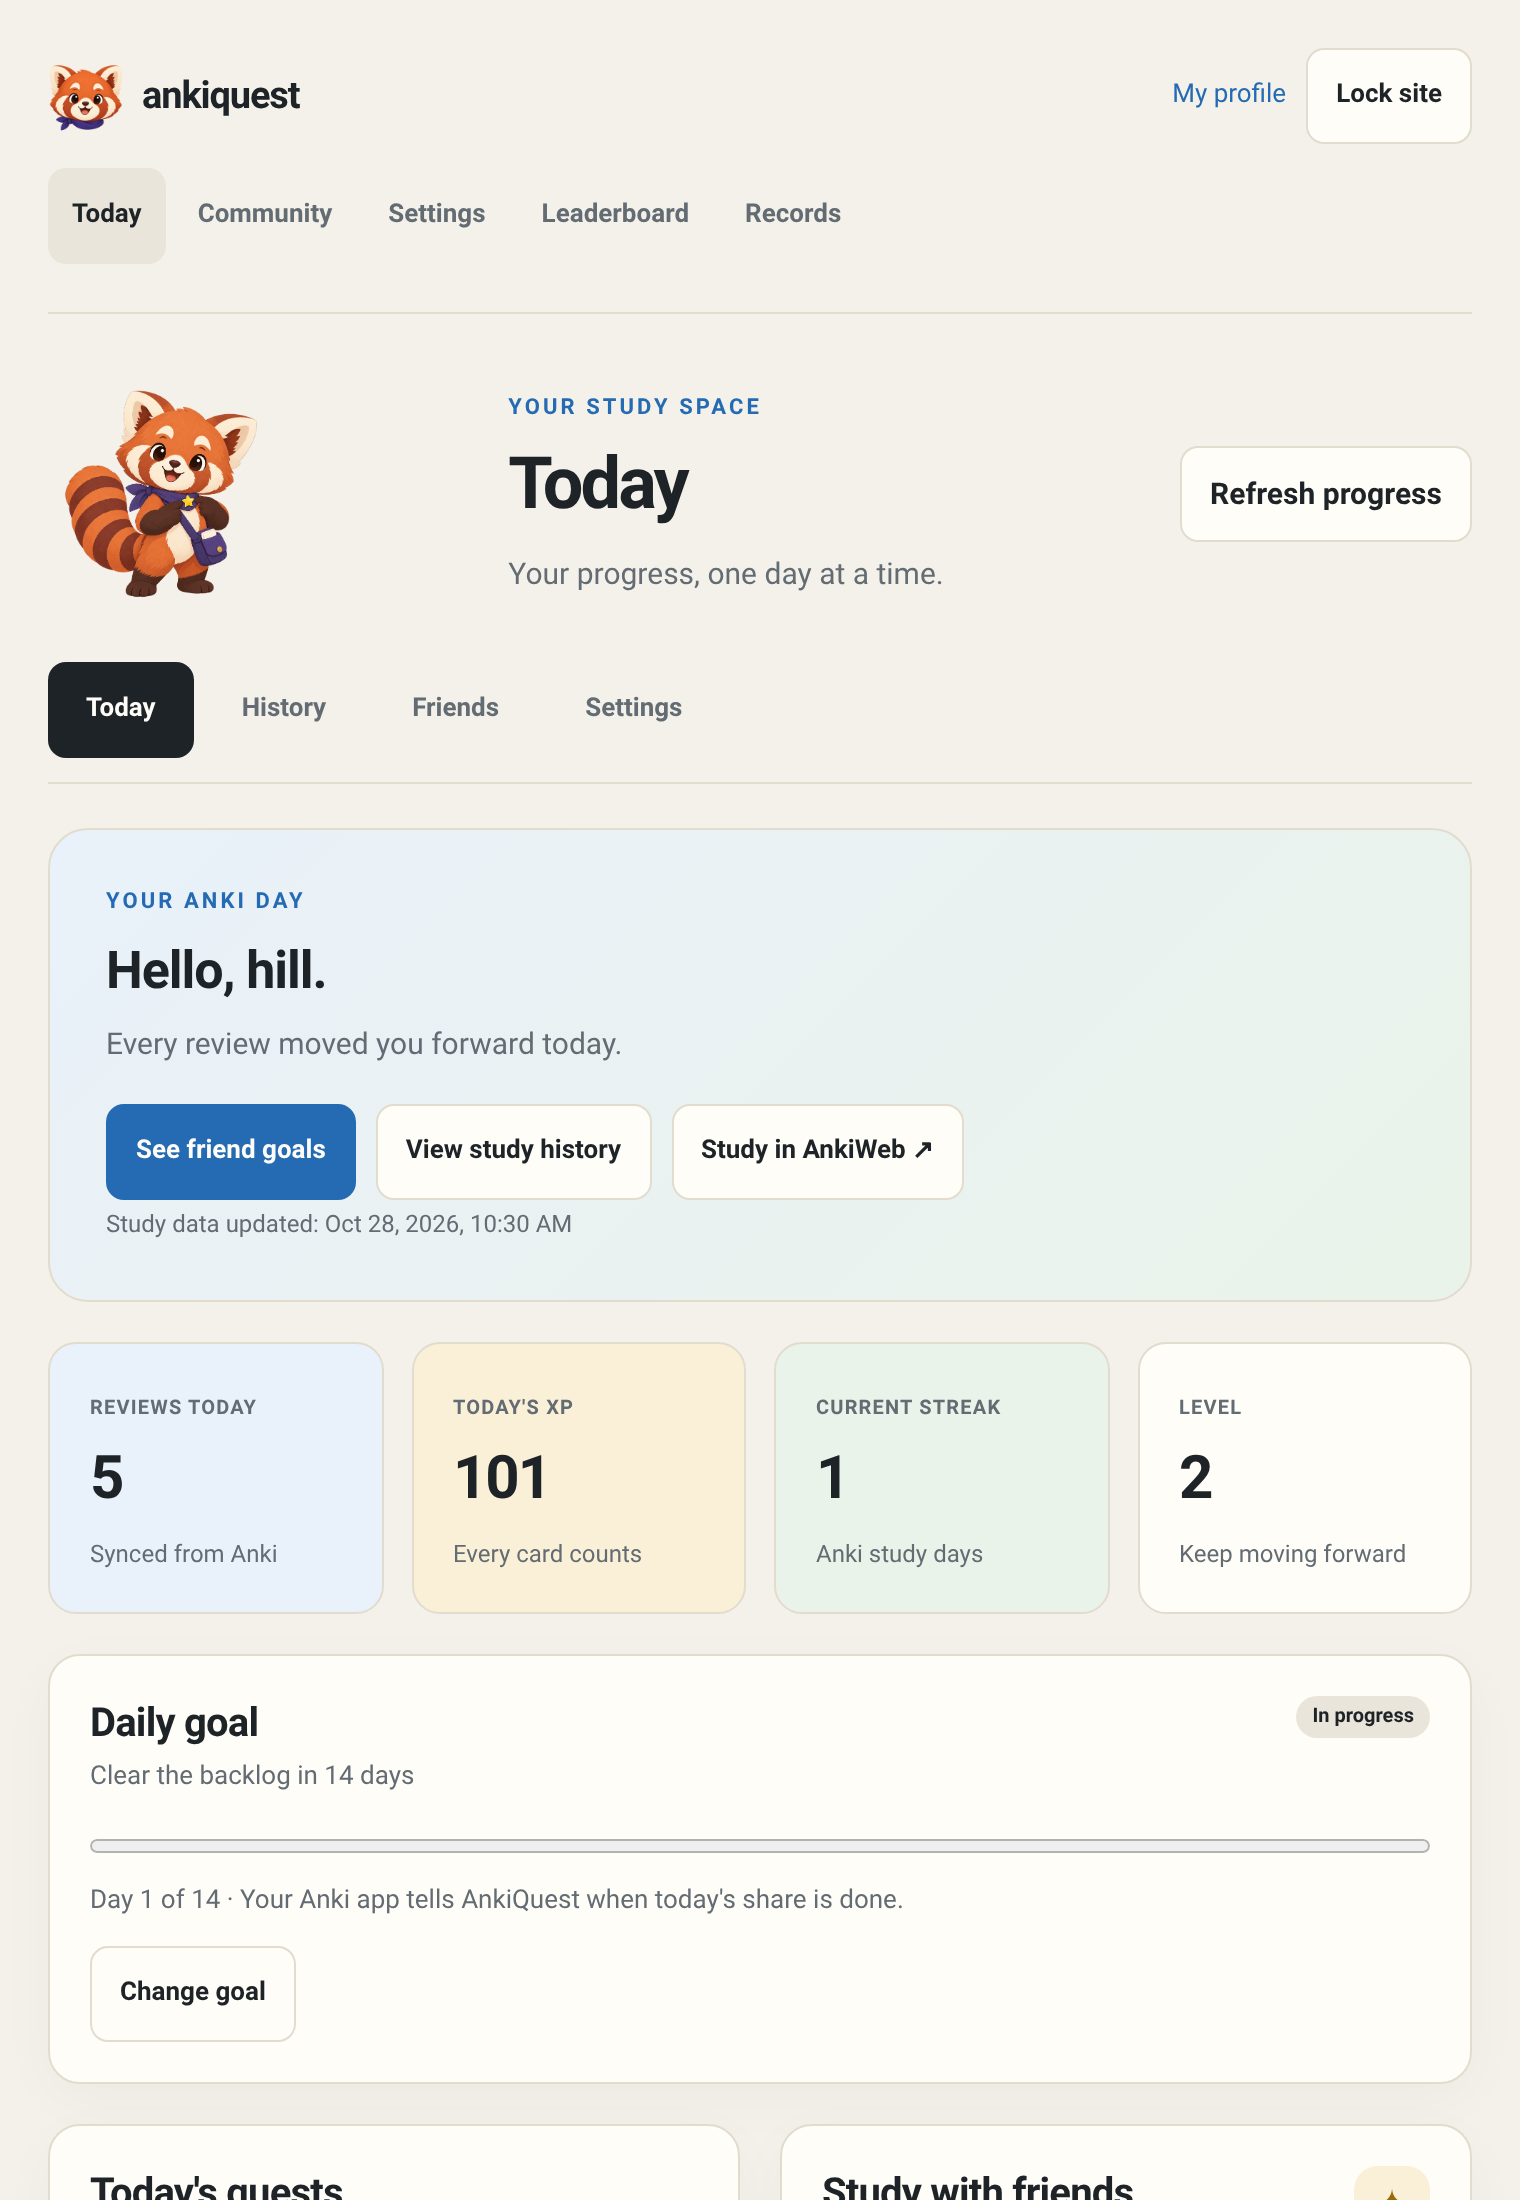 ankiquest
My profile
Lock site
Today
Community
Settings
Leaderboard
Records
YOUR STUDY SPACE
Today
Your progress, one day at a time.
Refresh progress
Today
History
Friends
Settings
YOUR ANKI DAY
Hello, hill.
Every review moved you forward today.
See friend goals
View study history
Study in AnkiWeb ↗
Study data updated: Oct 28, 2026, 10:30 AM
REVIEWS TODAY
5
Synced from Anki
TODAY'S XP
101
Every card counts
CURRENT STREAK
1
Anki study days
LEVEL
2
Keep moving forward
Daily goal
In progress
Clear the backlog in 14 days
Day 1 of 14 · Your Anki app tells AnkiQuest when today's share is done.
Change goal
Today's quests
Study with friends